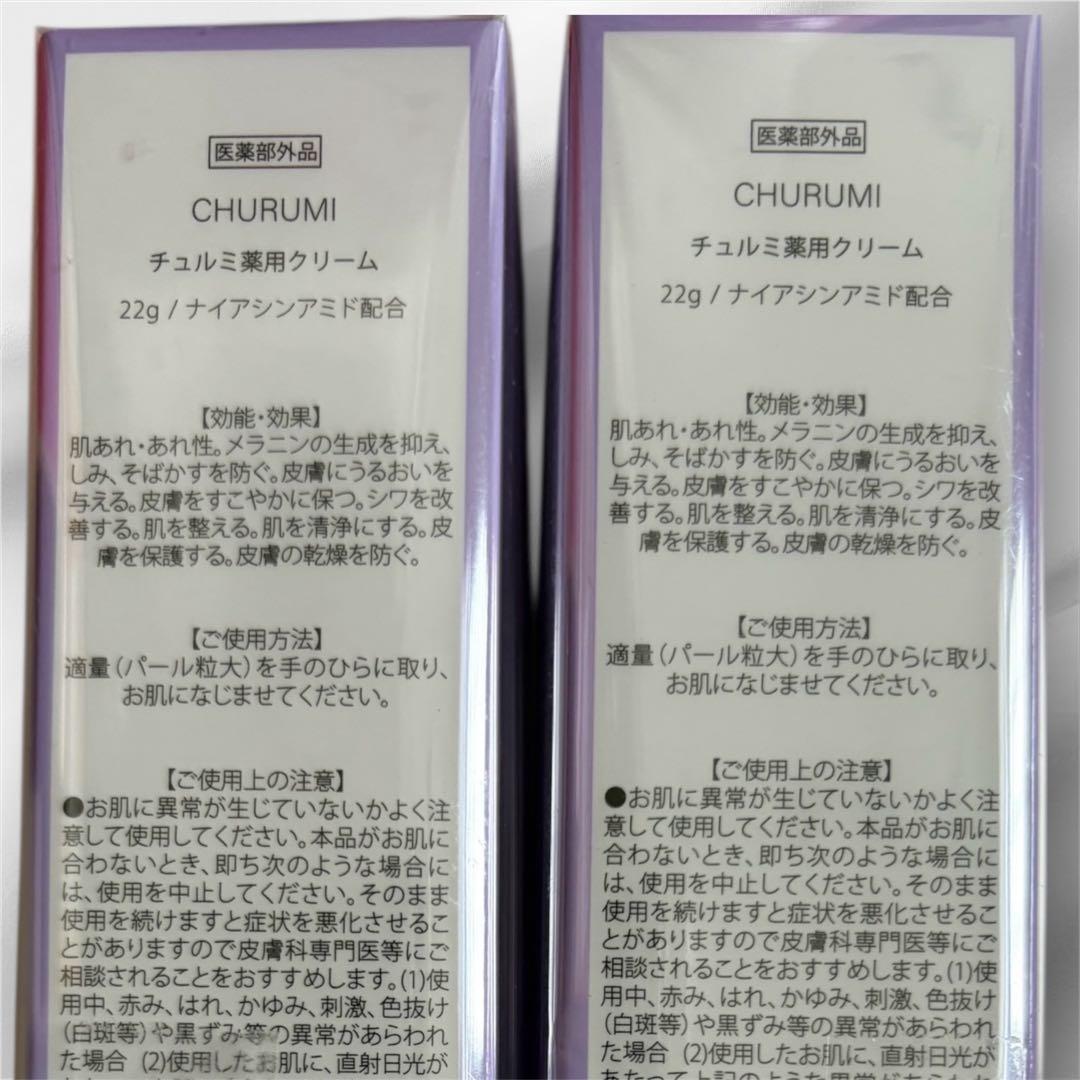 医薬部外品
CHURUMI
チュルミ薬用クリーム
22g / ナイアシンアミド配合
【効能・効果】
肌あれ・あれ性。メラニンの生成を抑え、
しみ、そばかすを防ぐ。皮膚にうるおいを
与える。皮膚をすこやかに保つ。シワを改
善する。肌を整える。肌を清浄にする。皮
膚を保護する。皮膚の乾燥を防ぐ。
【ご使用方法】
適量（パール粒大）を手のひらに取り、
お肌になじませてください。
【ご使用上の注意】
●お肌に異常が生じていないかよく注
意して使用してください。本品がお肌に
合わないとき、即ち次のような場合に
は、使用を中止してください。そのまま
使用を続けますと症状を悪化させるこ
とがありますので皮膚科専門医等にご
相談されることをおすすめします。(1)使
用中、赤み、はれ、かゆみ、刺激、色抜け
（白斑等）や黒ずみ等の異常があらわれ
た場合 (2)使用したお肌に、直射日光が
医薬部外品
CHURUMI
チュルミ薬用クリーム
22g / ナイアシンアミド配合
【効能・効果】
肌あれ・あれ性。メラニンの生成を抑え、
しみ、そばかすを防ぐ。皮膚にうるおいを
与える。皮膚をすこやかに保つ。シワを改
善する。肌を整える。肌を清浄にする。皮
膚を保護する。皮膚の乾燥を防ぐ。
【ご使用方法】
適量（パール粒大）を手のひらに取り、
お肌になじませてください。
【ご使用上の注意】
●お肌に異常が生じていないかよく注
意して使用してください。本品がお肌に
合わないとき、即ち次のような場合に
は、使用を中止してください。そのまま
使用を続けますと症状を悪化させるこ
とがありますので皮膚科専門医等にご
相談されることをおすすめします。(1)使
用中、赤み、はれ、かゆみ、刺激、色抜け
（白斑等）や黒ずみ等の異常があらわれ
た場合 (2)使用したお肌に、直射日光が